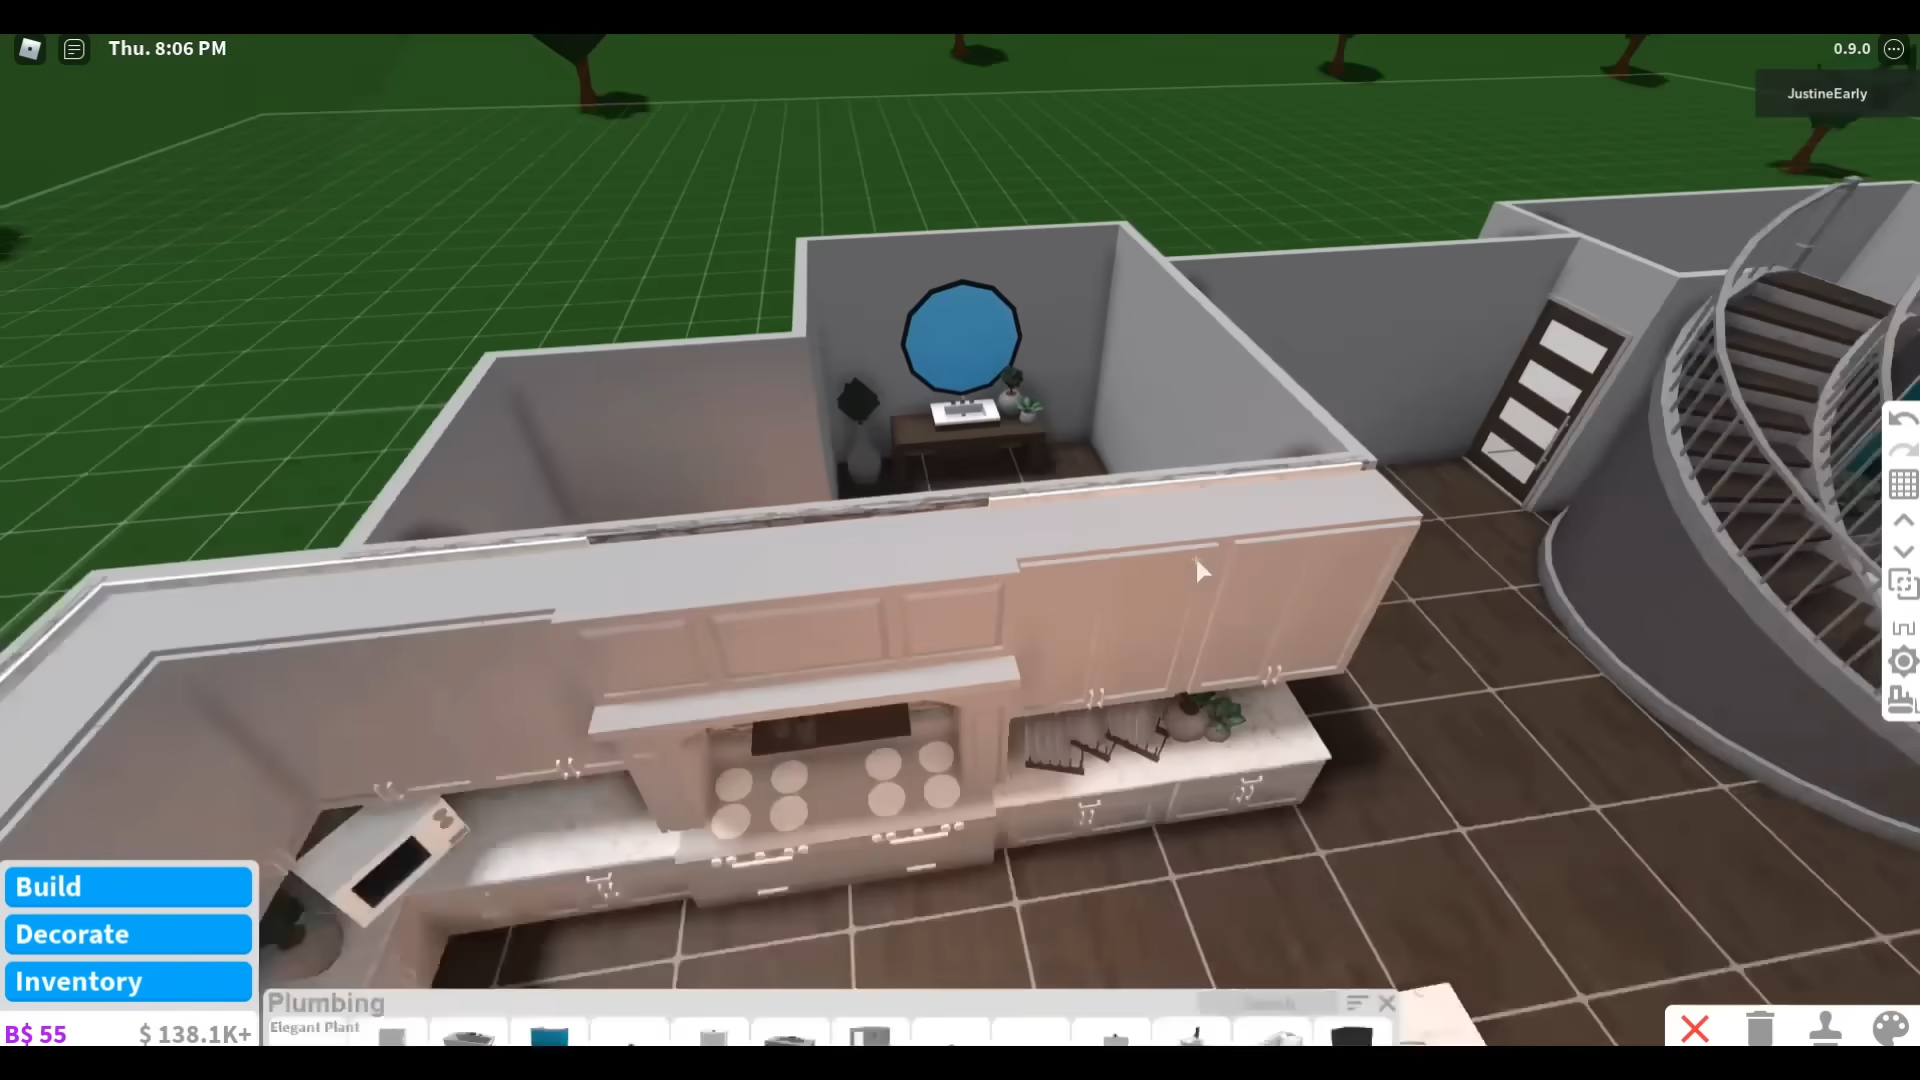 Thu. 8:06 PM
0.9.0
JustineEarly
Build
Decorate
Inventory
B$ 55
$ 138.1K+
Plumbing
Elegant Plant